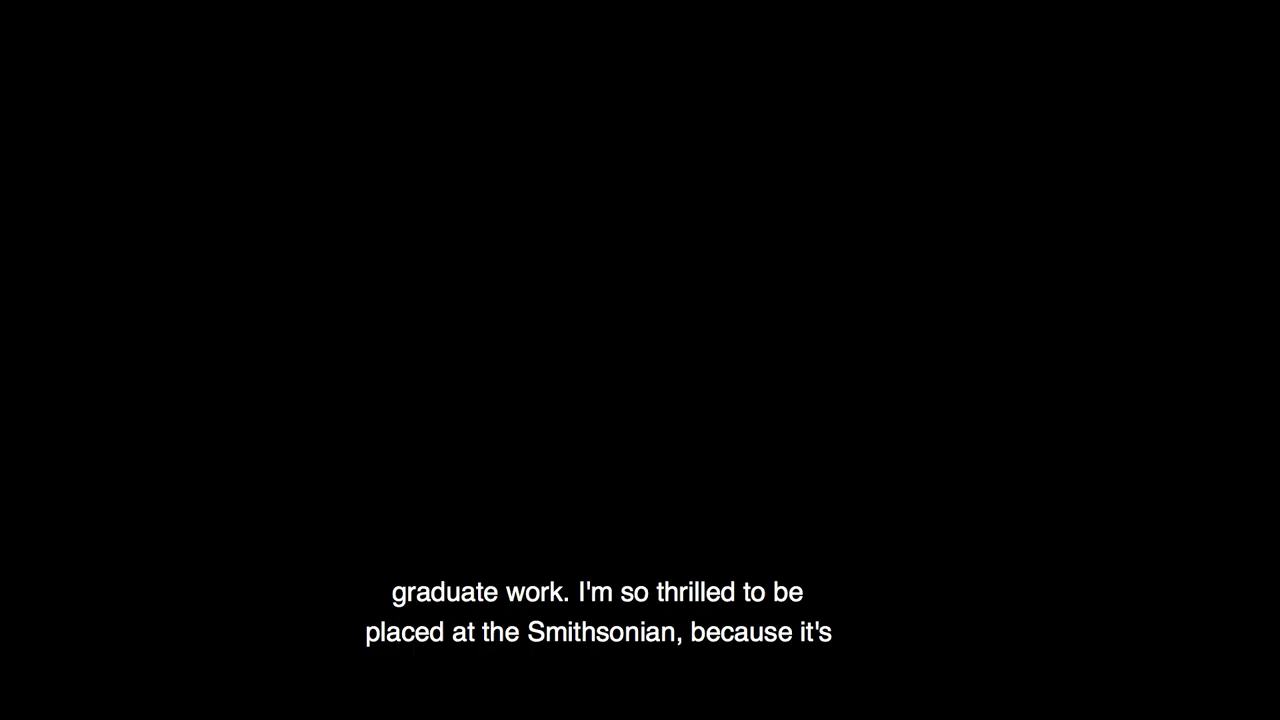 graduate work. I'm so thrilled to be
placed at the Smithsonian, because it's